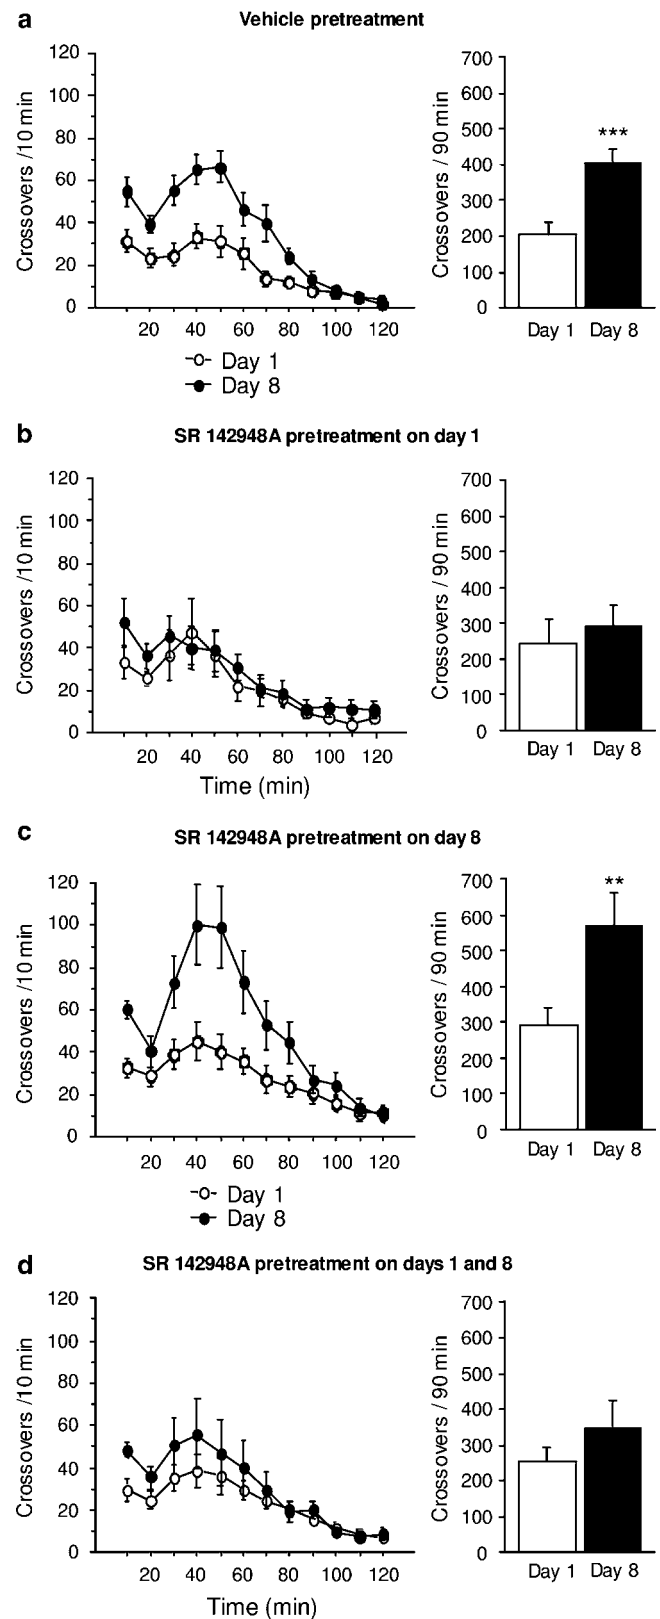 a
Vehicle pretreatment
Crossovers /10 min
120
100
80
60
40
20
0
20 40 60 80 100 120
Day 1
Day 8
Crossovers / 90 min
700
600
500
400
300
200
100
0
***
Day 1 Day 8
b
SR 142948A pretreatment on day 1
Crossovers /10 min
120
100
80
60
40
20
0
20 40 60 80 100 120
Time (min)
Crossovers / 90 min
700
600
500
400
300
200
100
0
Day 1 Day 8
c
SR 142948A pretreatment on day 8
Crossovers /10 min
120
100
80
60
40
20
0
20 40 60 80 100 120
Day 1
Day 8
Crossovers / 90 min
700
600
500
400
300
200
100
0
**
Day 1 Day 8
d
SR 142948A pretreatment on days 1 and 8
Crossovers /10 min
120
100
80
60
40
20
0
20 40 60 80 100 120
Time (min)
Crossovers / 90 min
700
600
500
400
300
200
100
0
Day 1 Day 8